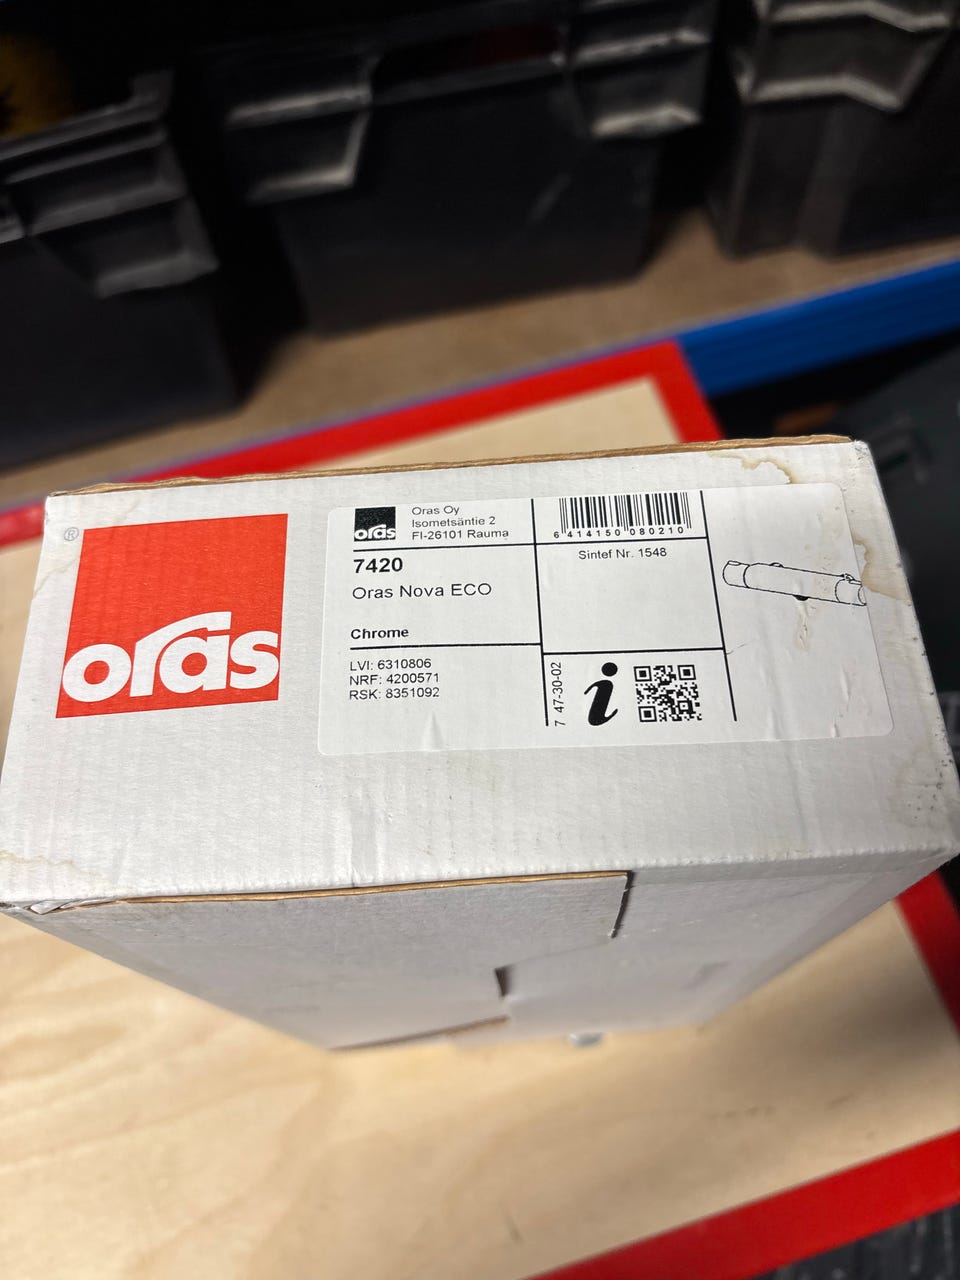 ®
oras
oras
Oras Oy
Isometsäntie 2
FI-26101 Rauma
7420
Oras Nova ECO
Chrome
LVI: 6310806
NRF: 4200571
RSK: 8351092
6 414150 080210
Sintef Nr. 1548
7 47-30-02
i